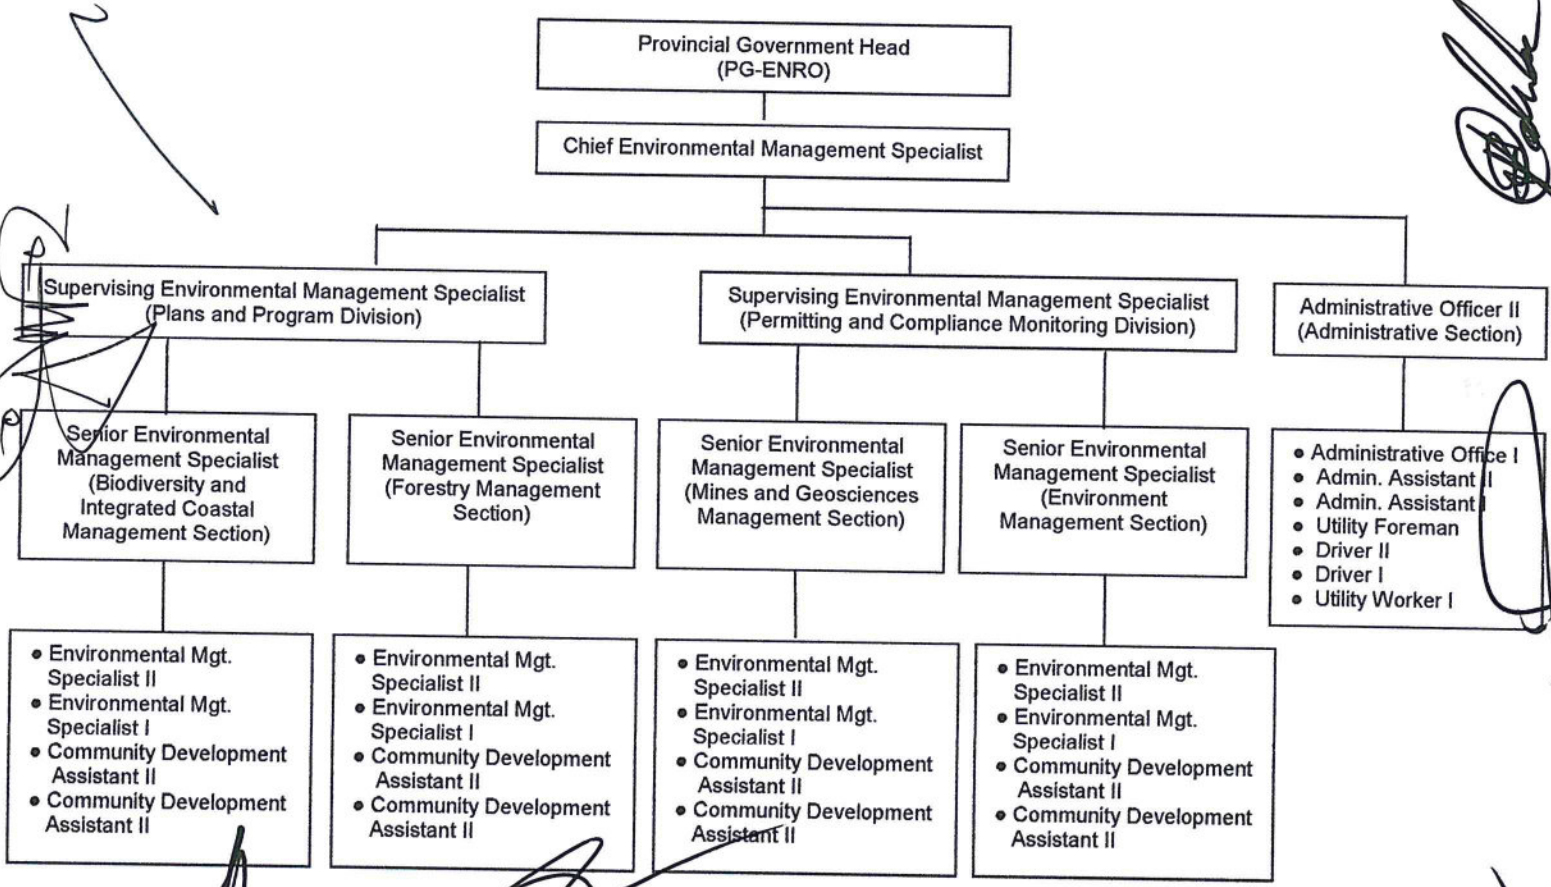 Provincial Government Head
(PG-ENRO)
Chief Environmental Management Specialist
Supervising Environmental Management Specialist
(Plans and Program Division)
Supervising Environmental Management Specialist
(Permitting and Compliance Monitoring Division)
Administrative Officer II
(Administrative Section)
Senior Environmental
Management Specialist
(Biodiversity and
Integrated Coastal
Management Section)
Senior Environmental
Management Specialist
(Forestry Management
Section)
Senior Environmental
Management Specialist
(Mines and Geosciences
Management Section)
Senior Environmental
Management Specialist
(Environment
Management Section)
• Administrative Office I
• Admin. Assistant II
• Admin. Assistant I
• Utility Foreman
• Driver II
• Driver I
• Utility Worker I
• Environmental Mgt.
Specialist II
• Environmental Mgt.
Specialist I
• Community Development
Assistant II
• Community Development
Assistant II
• Environmental Mgt.
Specialist II
• Environmental Mgt.
Specialist I
• Community Development
Assistant II
• Community Development
Assistant II
• Environmental Mgt.
Specialist II
• Environmental Mgt.
Specialist I
• Community Development
Assistant II
• Community Development
Assistant II
• Environmental Mgt.
Specialist II
• Environmental Mgt.
Specialist I
• Community Development
Assistant II
• Community Development
Assistant II